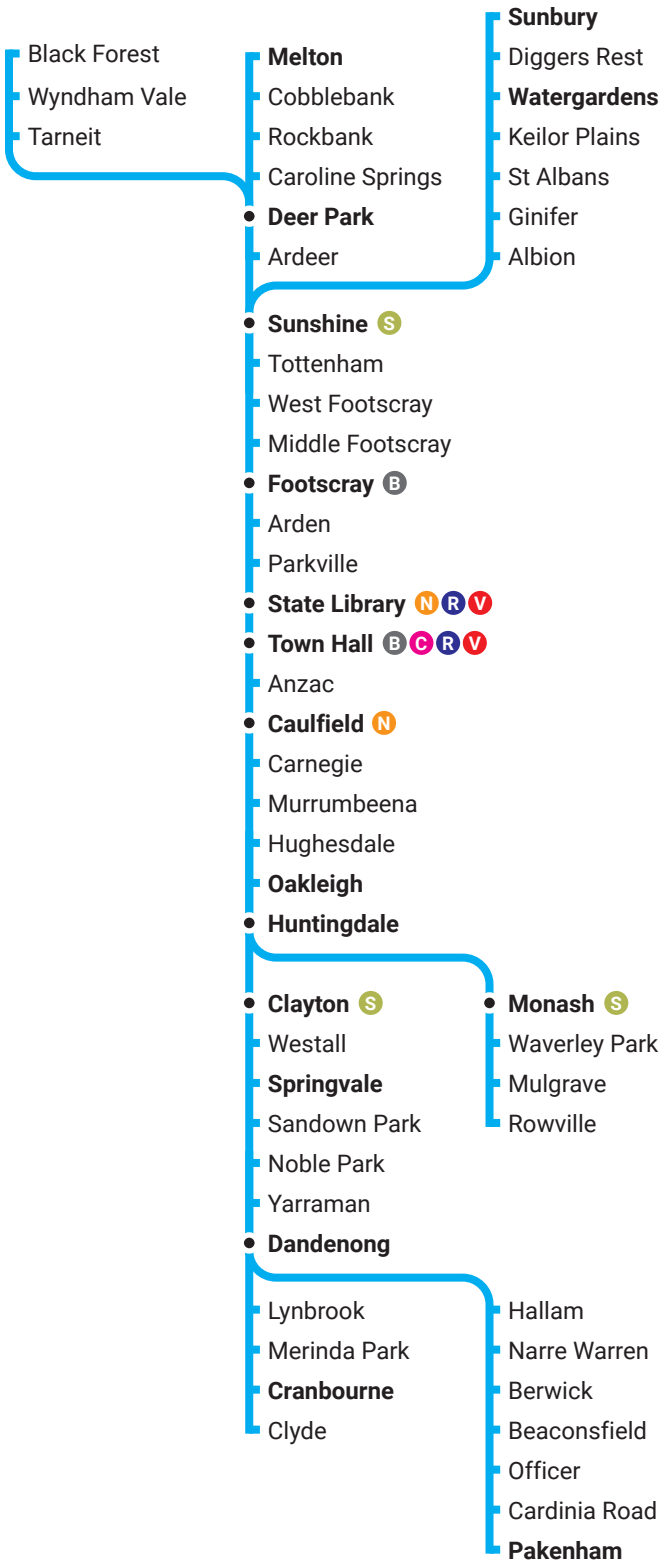 Black Forest
Wyndham Vale
Tarneit
Melton
Cobblebank
Rockbank
Caroline Springs
Deer Park
Ardeer
Sunbury
Diggers Rest
Watergardens
Keilor Plains
St Albans
Ginifer
Albion
Sunshine S
Tottenham
West Footscray
Middle Footscray
Footscray B
Arden
Parkville
State Library N R V
Town Hall B C R V
Anzac
Caulfield N
Carnegie
Murrumbeena
Hughesdale
Oakleigh
Huntingdale
Clayton S
Westall
Springvale
Sandown Park
Noble Park
Yarraman
Dandenong
Monash S
Waverley Park
Mulgrave
Rowville
Lynbrook
Merinda Park
Cranbourne
Clyde
Hallam
Narre Warren
Berwick
Beaconsfield
Officer
Cardinia Road
Pakenham